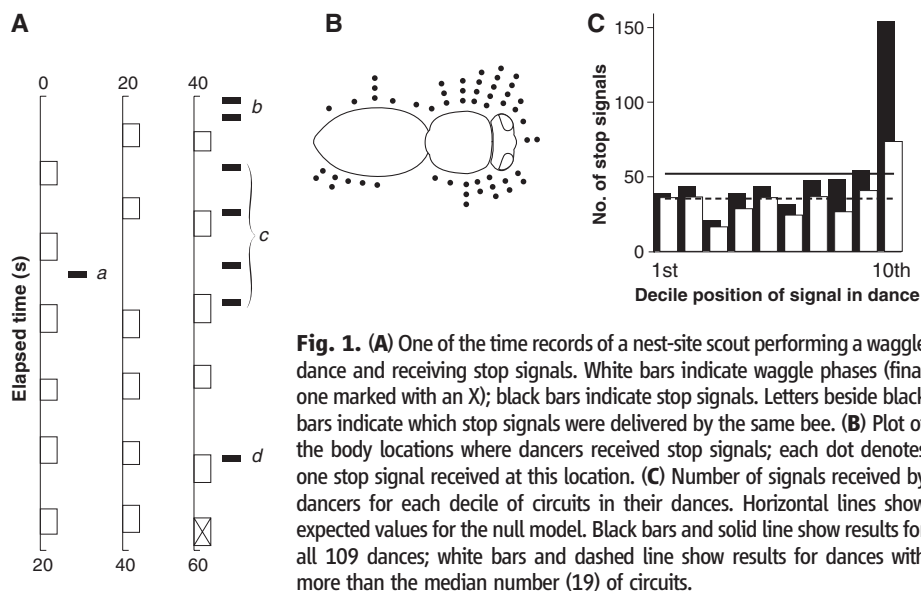 A
0
20
40
Elapsed time (s)
a
b
c
d
20
40
60
B
C
150
100
50
0
No. of stop signals
1st
10th
Decile position of signal in dance
Fig. 1. (A) One of the time records of a nest-site scout performing a waggle
dance and receiving stop signals. White bars indicate waggle phases (fina
one marked with an X); black bars indicate stop signals. Letters beside black
bars indicate which stop signals were delivered by the same bee. (B) Plot o
the body locations where dancers received stop signals; each dot denotes
one stop signal received at this location. (C) Number of signals received by
dancers for each decile of circuits in their dances. Horizontal lines show
expected values for the null model. Black bars and solid line show results fo
all 109 dances; white bars and dashed line show results for dances with
more than the median number (19) of circuits.